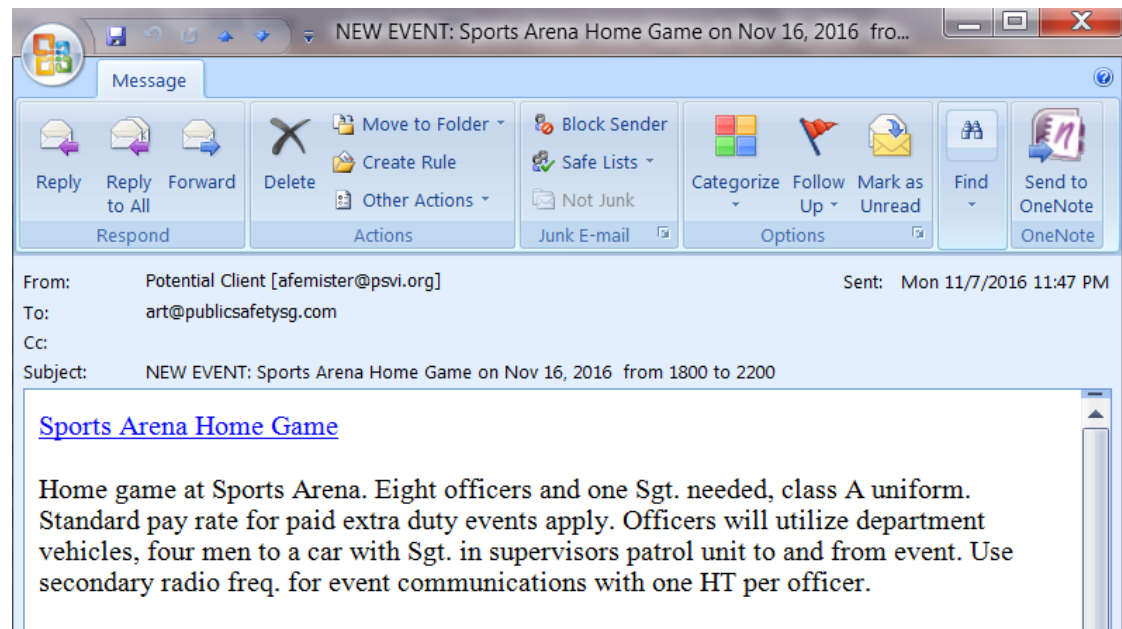 NEW EVENT: Sports Arena Home Game on Nov 16, 2016 fro...
Message
Reply
Reply to All
Forward
Delete
Move to Folder
Create Rule
Other Actions
Block Sender
Safe Lists
Not Junk
Categorize
Follow Up
Mark as Unread
Find
Send to OneNote
Respond
Actions
Junk E-mail
Options
OneNote
From: Potential Client [afemister@psvi.org] Sent: Mon 11/7/2016 11:47 PM
To: art@publicsafetysg.com
Cc:
Subject: NEW EVENT: Sports Arena Home Game on Nov 16, 2016 from 1800 to 2200
Sports Arena Home Game
Home game at Sports Arena. Eight officers and one Sgt. needed, class A uniform.
Standard pay rate for paid extra duty events apply. Officers will utilize department
vehicles, four men to a car with Sgt. in supervisors patrol unit to and from event. Use
secondary radio freq. for event communications with one HT per officer.